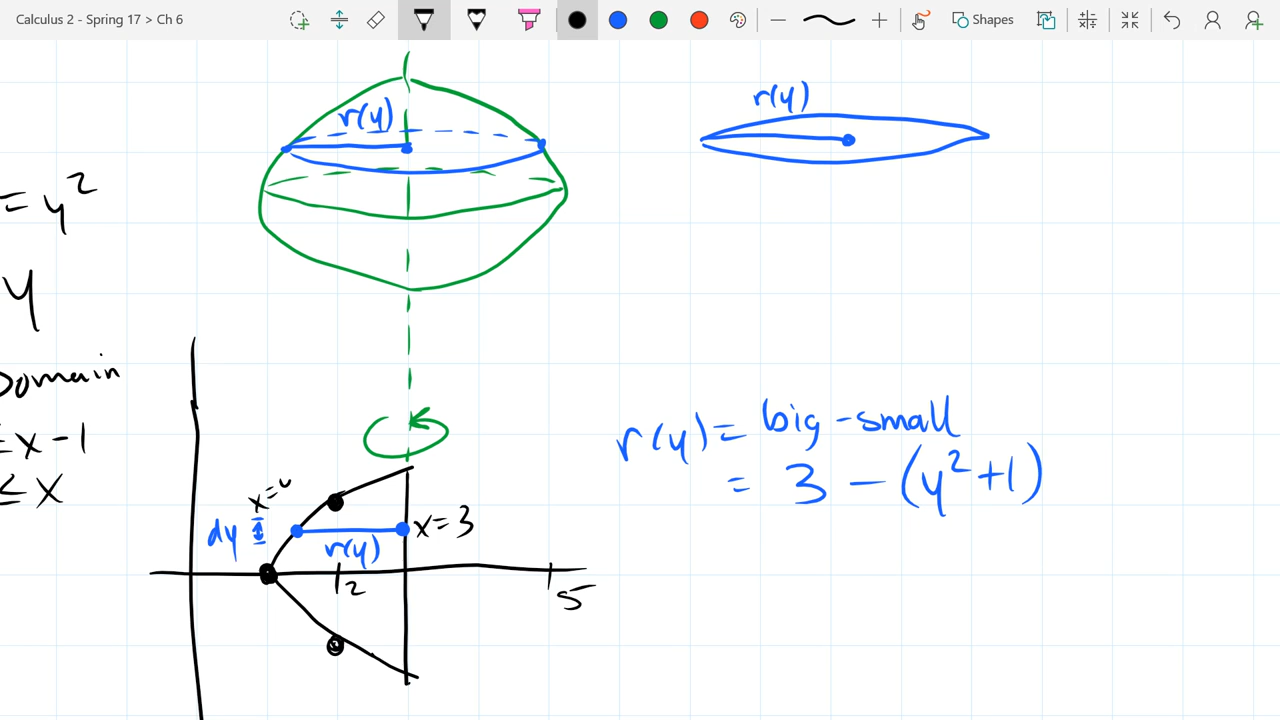 Calculus 2 - Spring 17 > Ch 6
Shapes
r(y)
r(y)
= y²
y
Domain
≤ x - 1
≤ x
r(y) = big - small
= 3 - (y² + 1)
x =
dy
r(y)
x = 3
2
5